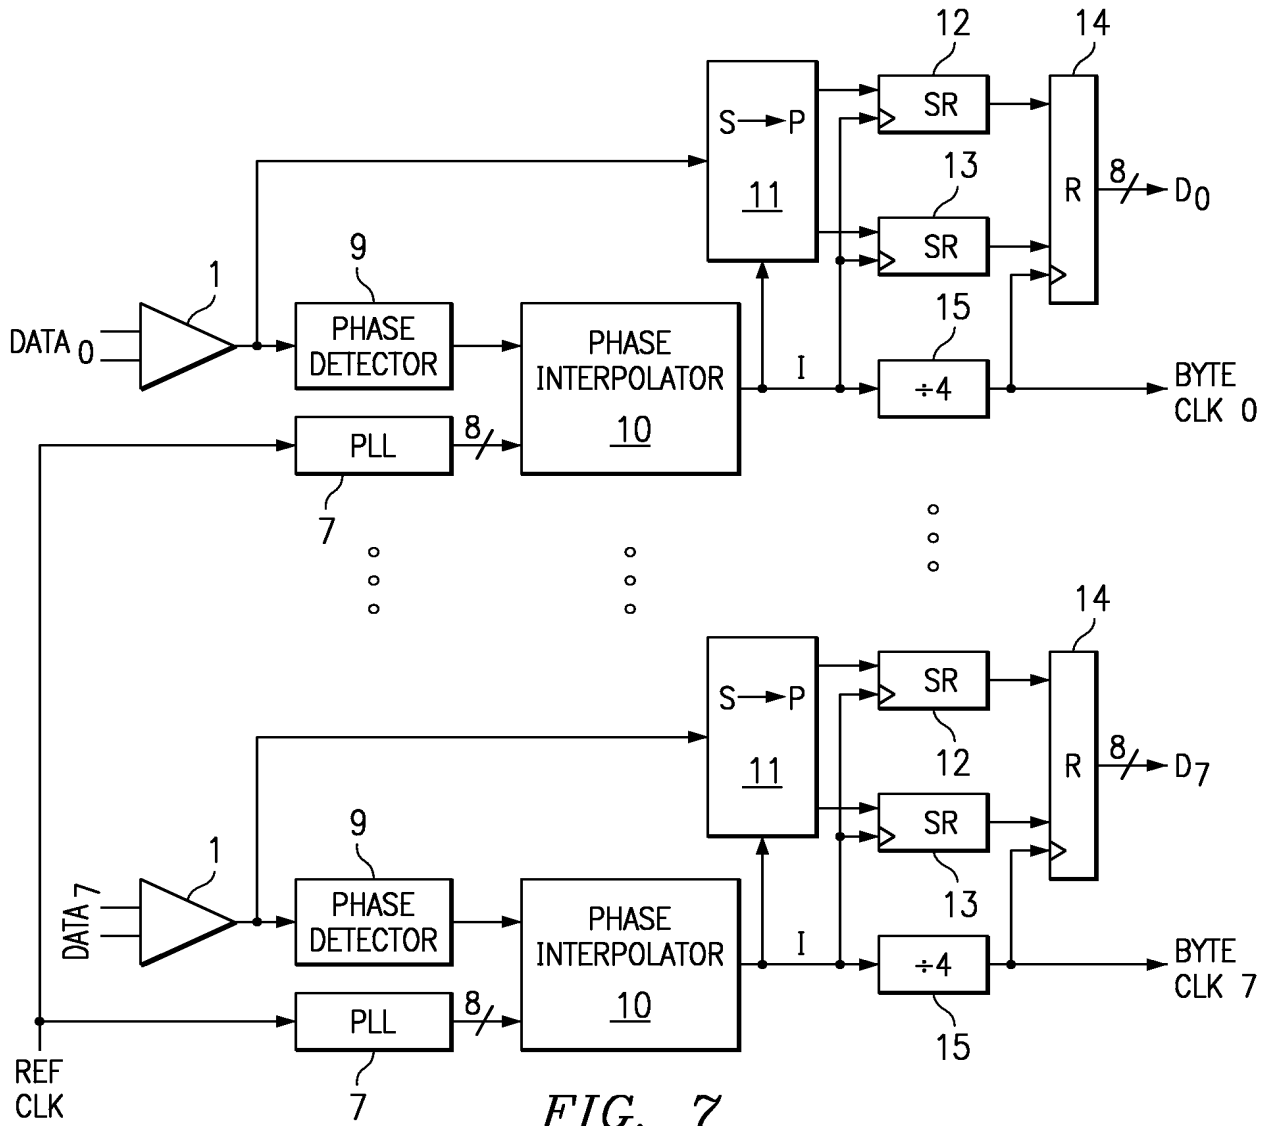 12
14
S → P
11
SR
13
SR
R
8
D0
1
9
DATA0
PHASE
DETECTOR
PHASE
INTERPOLATOR
10
I
15
÷4
BYTE
CLK 0
PLL
8
7
14
S → P
11
SR
12
SR
13
R
8
D7
1
9
DATA7
PHASE
DETECTOR
PHASE
INTERPOLATOR
10
I
÷4
15
BYTE
CLK 7
PLL
8
7
REF
CLK
FIG. 7